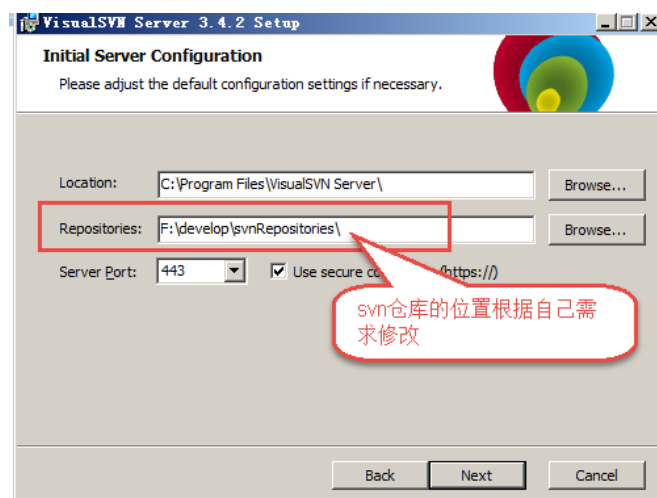 VisualSVN Server 3.4.2 Setup
Initial Server Configuration
Please adjust the default configuration settings if necessary.
Location: C:\Program Files\VisualSVN Server\ Browse...
Repositories: F:\develop\svnRepositories\ Browse...
Server Port: 443 Use secure co (https://)
svn仓库的位置根据自己需
求修改
Back Next Cancel